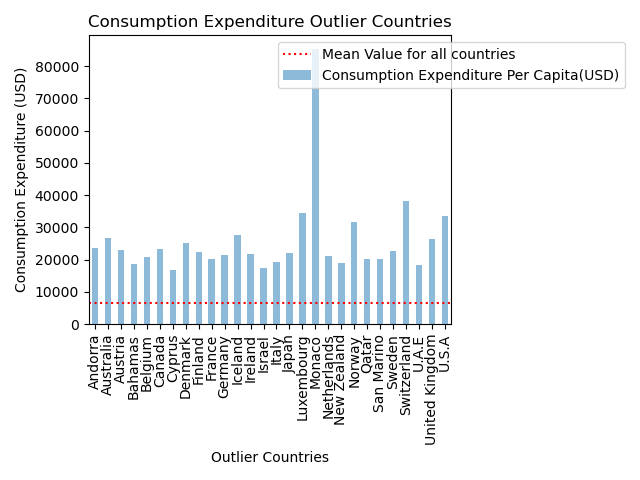 Consumption Expenditure Outlier Countries
Mean Value for all countries
Consumption Expenditure Per Capita(USD)
Consumption Expenditure (USD)
80000
70000
60000
50000
40000
30000
20000
10000
0
Andorra
Australia
Austria
Bahamas
Belgium
Canada
Cyprus
Denmark
Finland
France
Germany
Iceland
Ireland
Israel
Italy
Japan
Luxembourg
Monaco
Netherlands
New Zealand
Norway
Qatar
San Marino
Sweden
Switzerland
U.A.E
United Kingdom
U.S.A
Outlier Countries